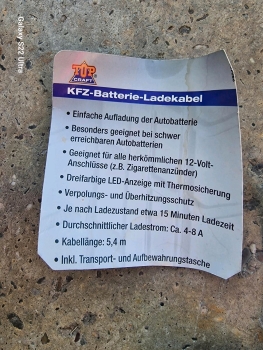 Galaxy S22 Ultra
TOP
CRAFT
KFZ-Batterie-Ladekabel
• Einfache Aufladung der Autobatterie
• Besonders geeignet bei schwer
erreichbaren Autobatterien
• Geeignet für alle herkömmlichen 12-Volt-
Anschlüsse (z.B. Zigarettenanzünder)
• Dreifarbige LED-Anzeige mit Thermosicherung
• Verpolungs- und Überhitzungsschutz
• Je nach Ladezustand etwa 15 Minuten Ladezeit
• Durchschnittlicher Ladestrom: Ca. 4-8 A
• Kabellänge: 5,4 m
• Inkl. Transport- und Aufbewahrungstasche